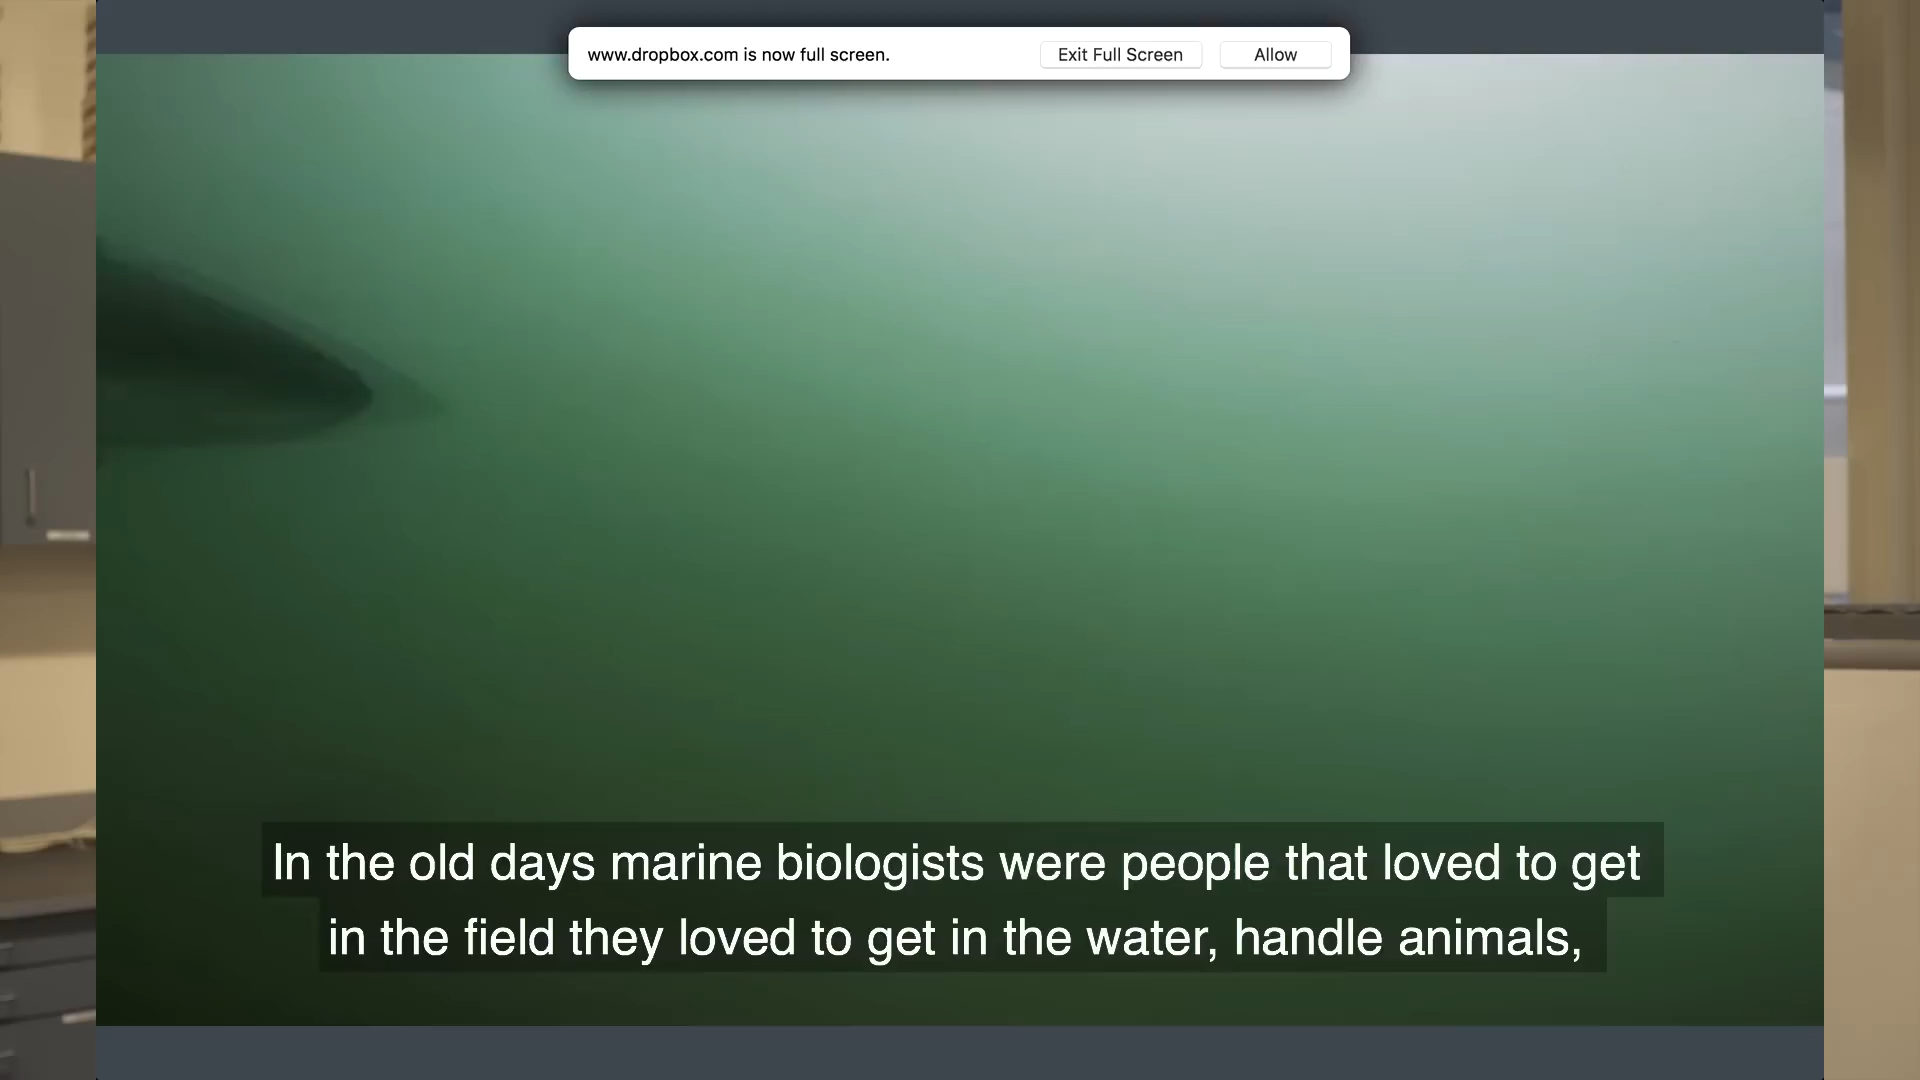 www.dropbox.com is now full screen.
Exit Full Screen
Allow
In the old days marine biologists were people that loved to get
in the field they loved to get in the water, handle animals,